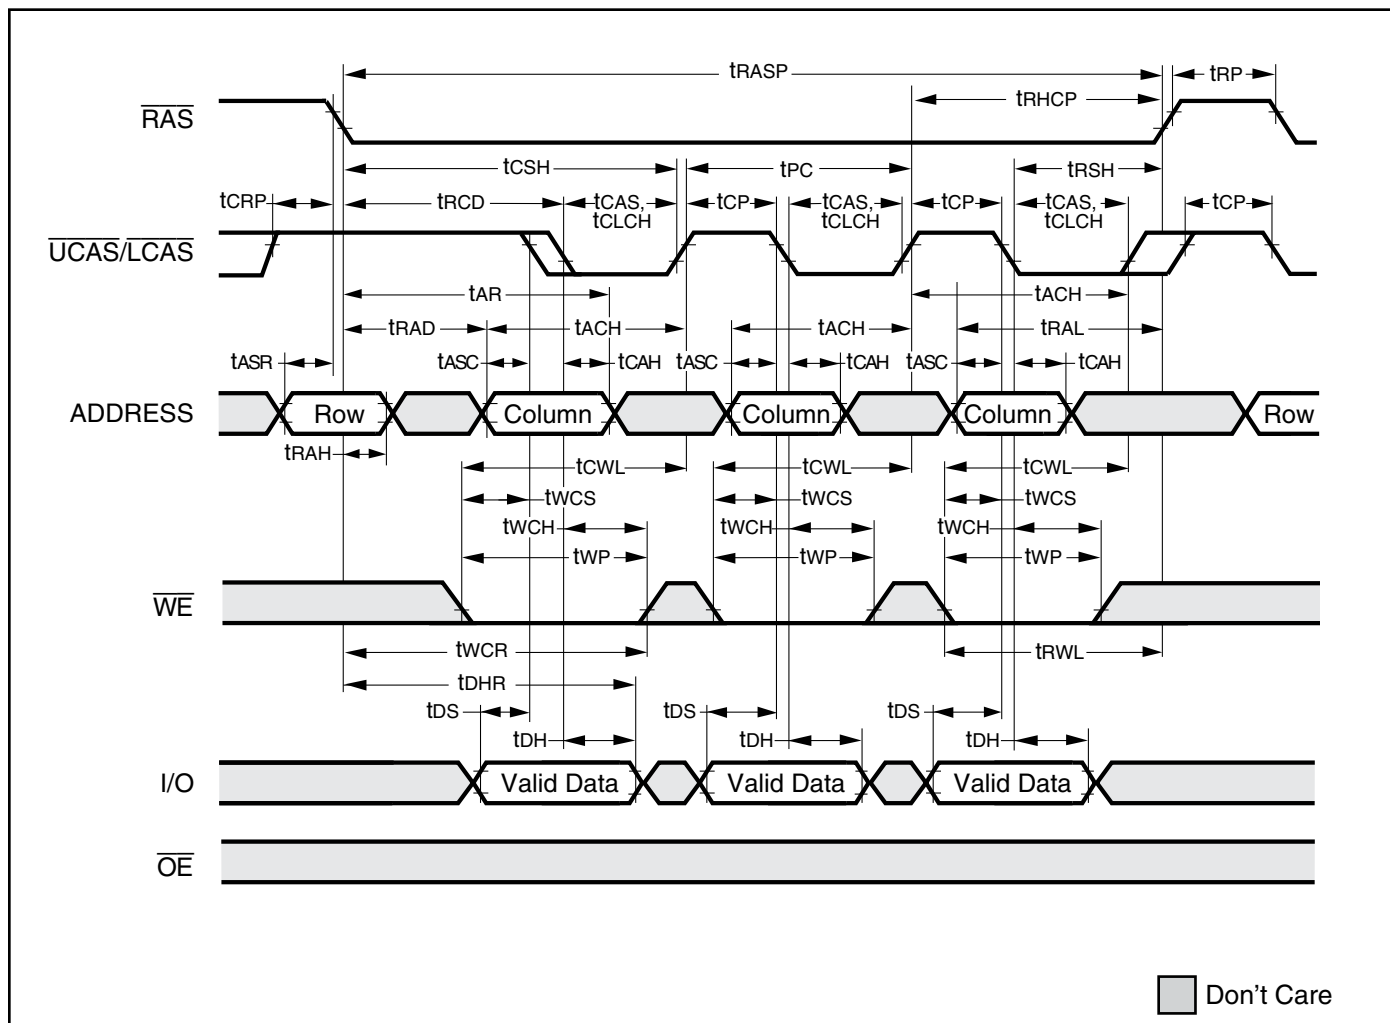 tRASP
tRP
tRHCP
RAS
tCSH
tPC
tRSH
tCRP
tRCD
tCAS,
tCLCH
tCP
tCAS,
tCLCH
tCP
tCAS,
tCLCH
tCP
UCAS/LCAS
tAR
tACH
tRAD
tACH
tACH
tRAL
tASR
tASC
tCAH
tASC
tCAH
tASC
tCAH
ADDRESS
Row
Column
Column
Column
Row
tRAH
tCWL
tCWL
tCWL
tWCS
tWCS
tWCS
tWCH
tWCH
tWCH
tWP
tWP
tWP
WE
tWCR
tRWL
tDHR
tDS
tDS
tDS
tDH
tDH
tDH
I/O
Valid Data
Valid Data
Valid Data
OE
Don't Care